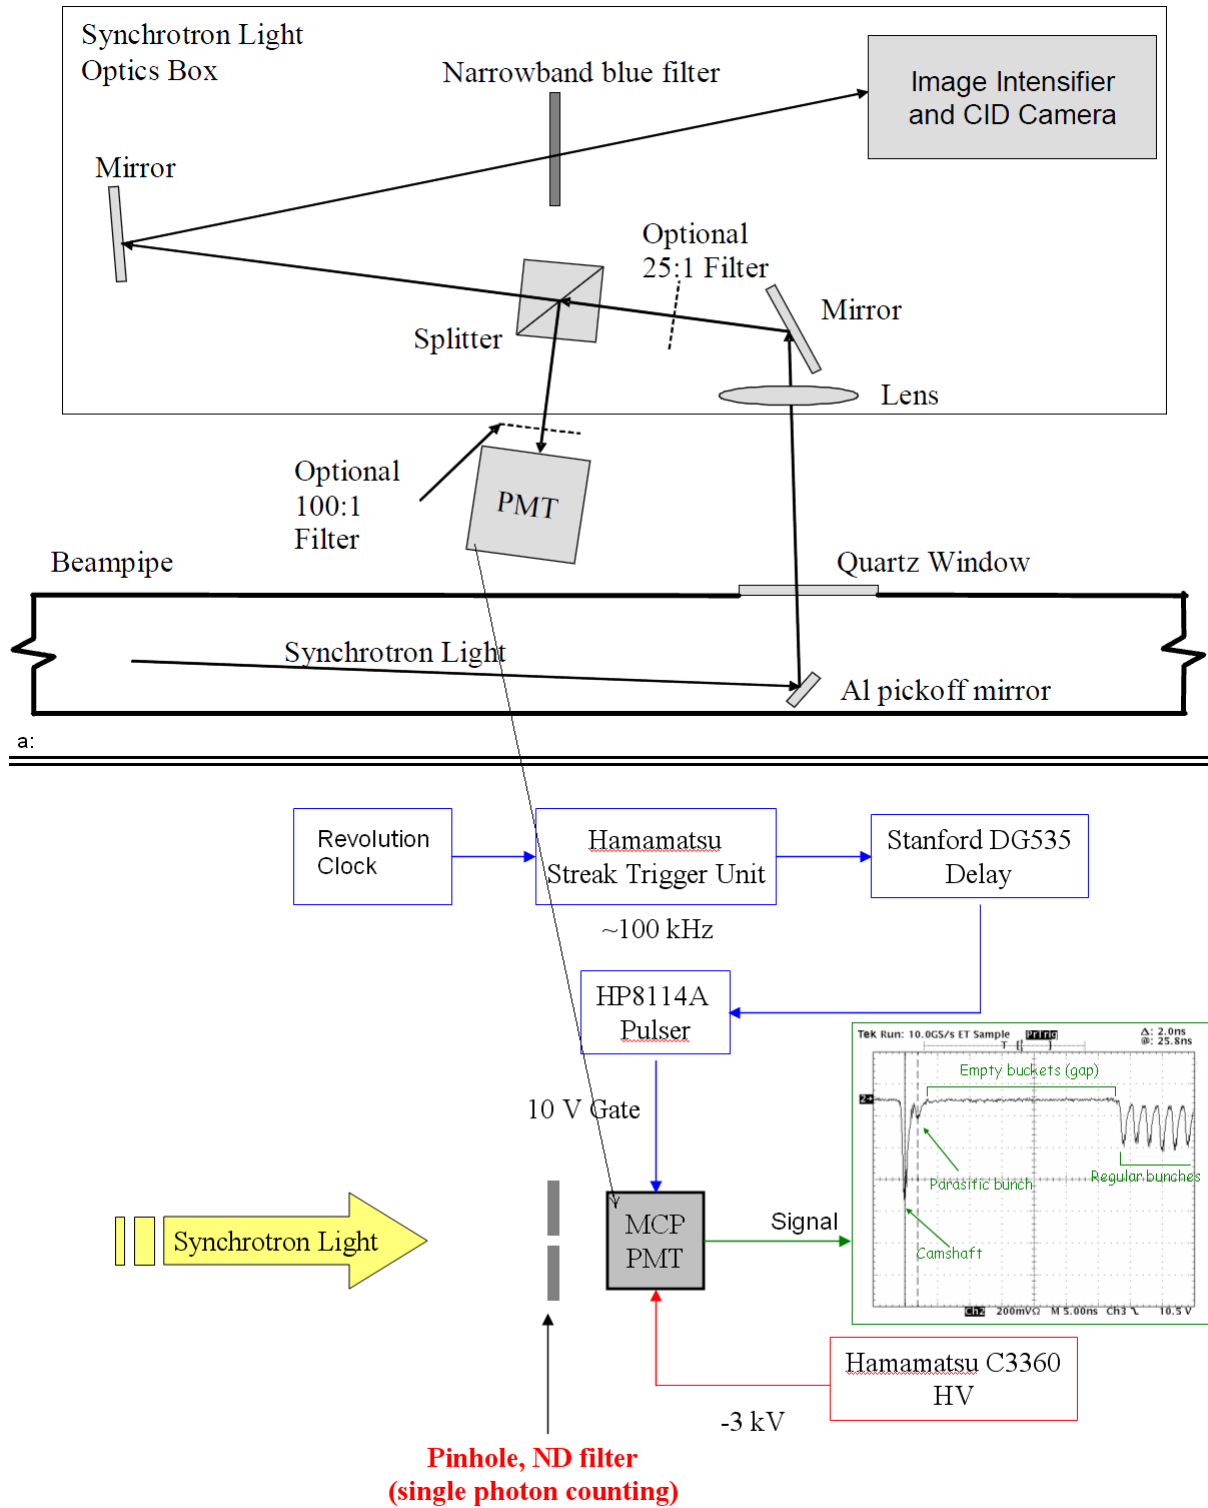 Synchrotron Light
Optics Box
Narrowband blue filter
Image Intensifier
and CID Camera
Mirror
Optional
25:1 Filter
Mirror
Splitter
Lens
Optional
100:1
Filter
PMT
Beampipe
Quartz Window
Synchrotron Light
Al pickoff mirror
a:
Revolution
Clock
Hamamatsu
Streak Trigger Unit
Stanford DG535
Delay
~100 kHz
HP8114A
Pulser
10 V Gate
Tek Run: 10.0GS/s ET Sample PrTrig
Δ: 2.0ns
@: 25.8ns
T
Empty buckets (gap)
2
Parasitic bunch
Regular bunches
Camshaft
Ch2 200mVΩ M 5.00ns Ch3 10.5 V
Synchrotron Light
MCP
PMT
Signal
Hamamatsu C3360
HV
-3 kV
Pinhole, ND filter
(single photon counting)